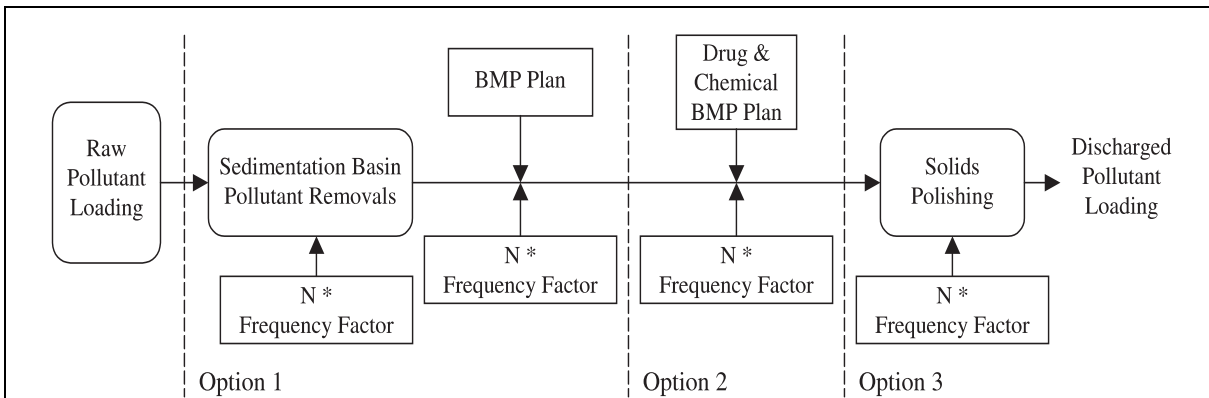 Raw
Pollutant
Loading
Sedimentation Basin
Pollutant Removals
N *
Frequency Factor
BMP Plan
N *
Frequency Factor
Option 1
Drug &
Chemical
BMP Plan
N *
Frequency Factor
Option 2
Solids
Polishing
N *
Frequency Factor
Option 3
Discharged
Pollutant
Loading